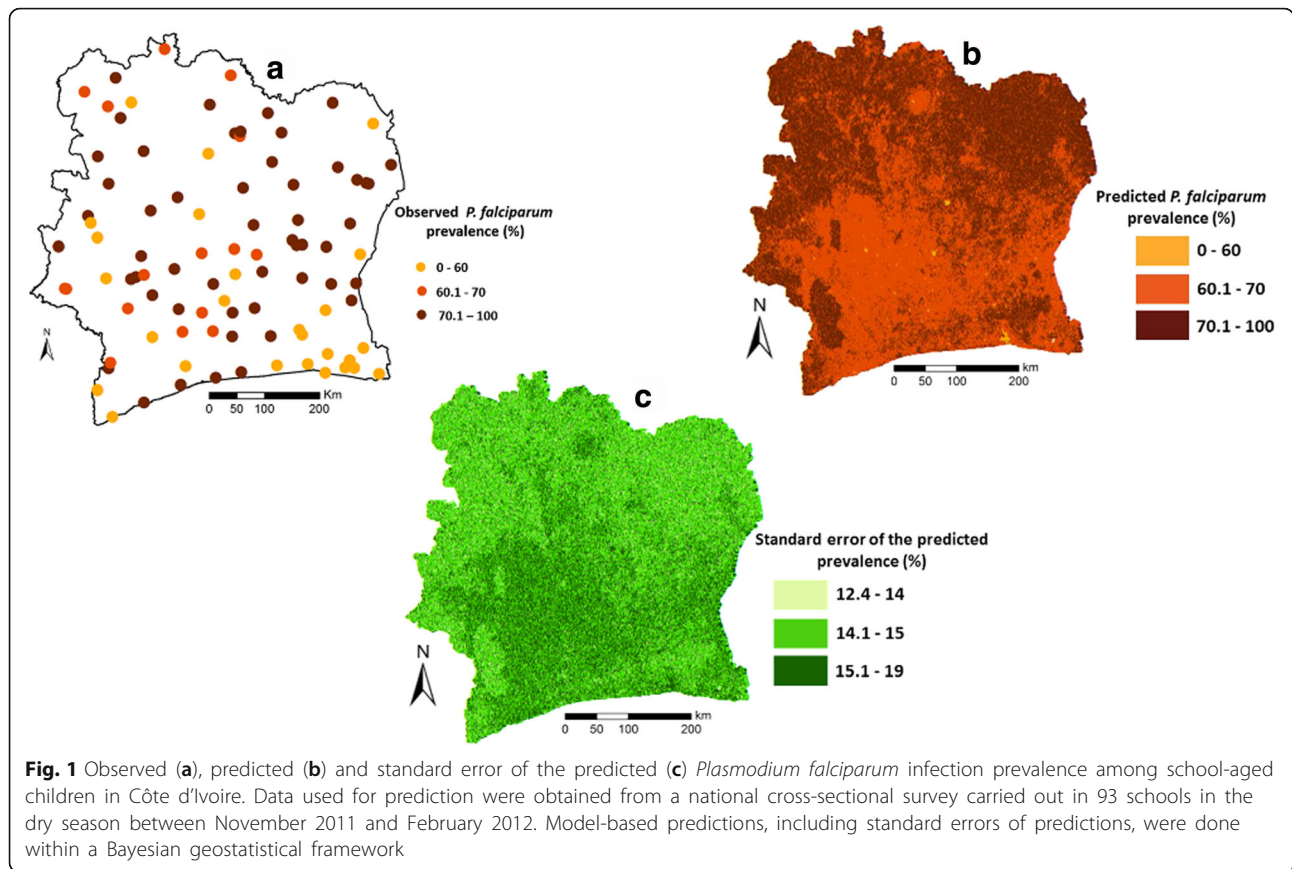 a
Observed P. falciparum
prevalence (%)
0 - 60
60.1 - 70
70.1 – 100
N
Km
0 50 100 200
b
Predicted P. falciparum
prevalence (%)
0 - 60
60.1 - 70
70.1 - 100
N
km
0 50 100 200
c
Standard error of the predicted
prevalence (%)
12.4 - 14
14.1 - 15
15.1 - 19
N
km
0 50 100 200
Fig. 1 Observed (a), predicted (b) and standard error of the predicted (c) Plasmodium falciparum infection prevalence among school-aged
children in Côte d'Ivoire. Data used for prediction were obtained from a national cross-sectional survey carried out in 93 schools in the
dry season between November 2011 and February 2012. Model-based predictions, including standard errors of predictions, were done
within a Bayesian geostatistical framework